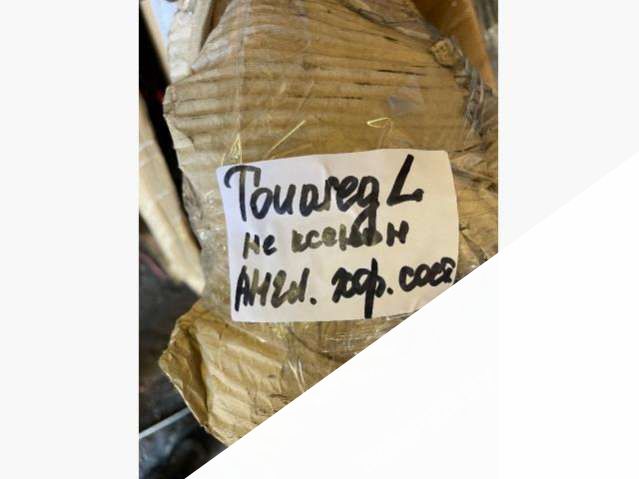 Touareg L
не ксенон
Англ. хор. сост